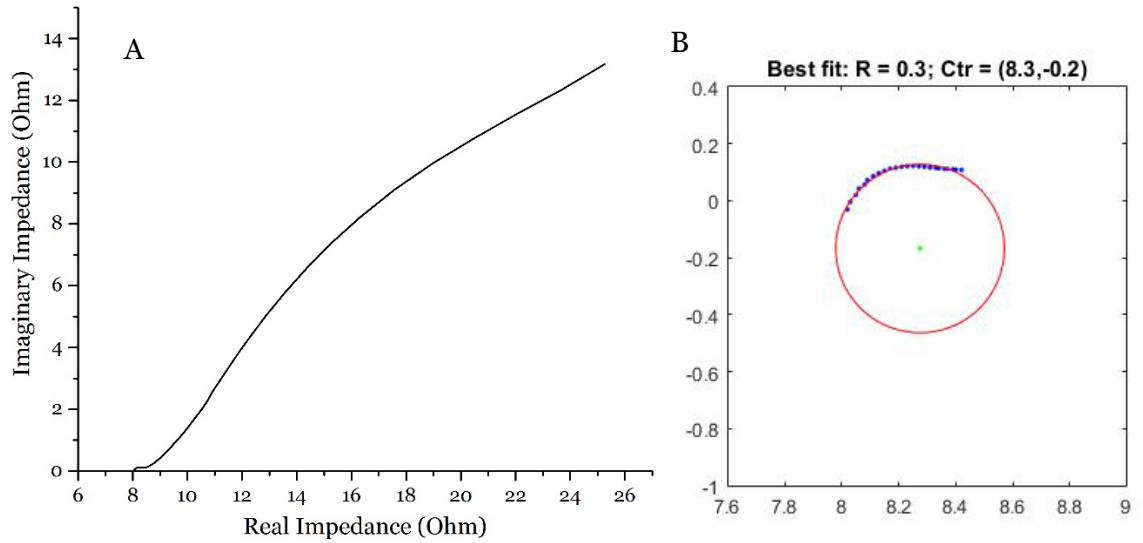 A
14
12
10
8
6
4
2
0
6 8 10 12 14 16 18 20 22 24 26
Imaginary Impedance (Ohm)
Real Impedance (Ohm)
B
Best fit: R = 0.3; Ctr = (8.3,-0.2)
0.4
0.2
0
-0.2
-0.4
-0.6
-0.8
-1
7.6 7.8 8 8.2 8.4 8.6 8.8 9